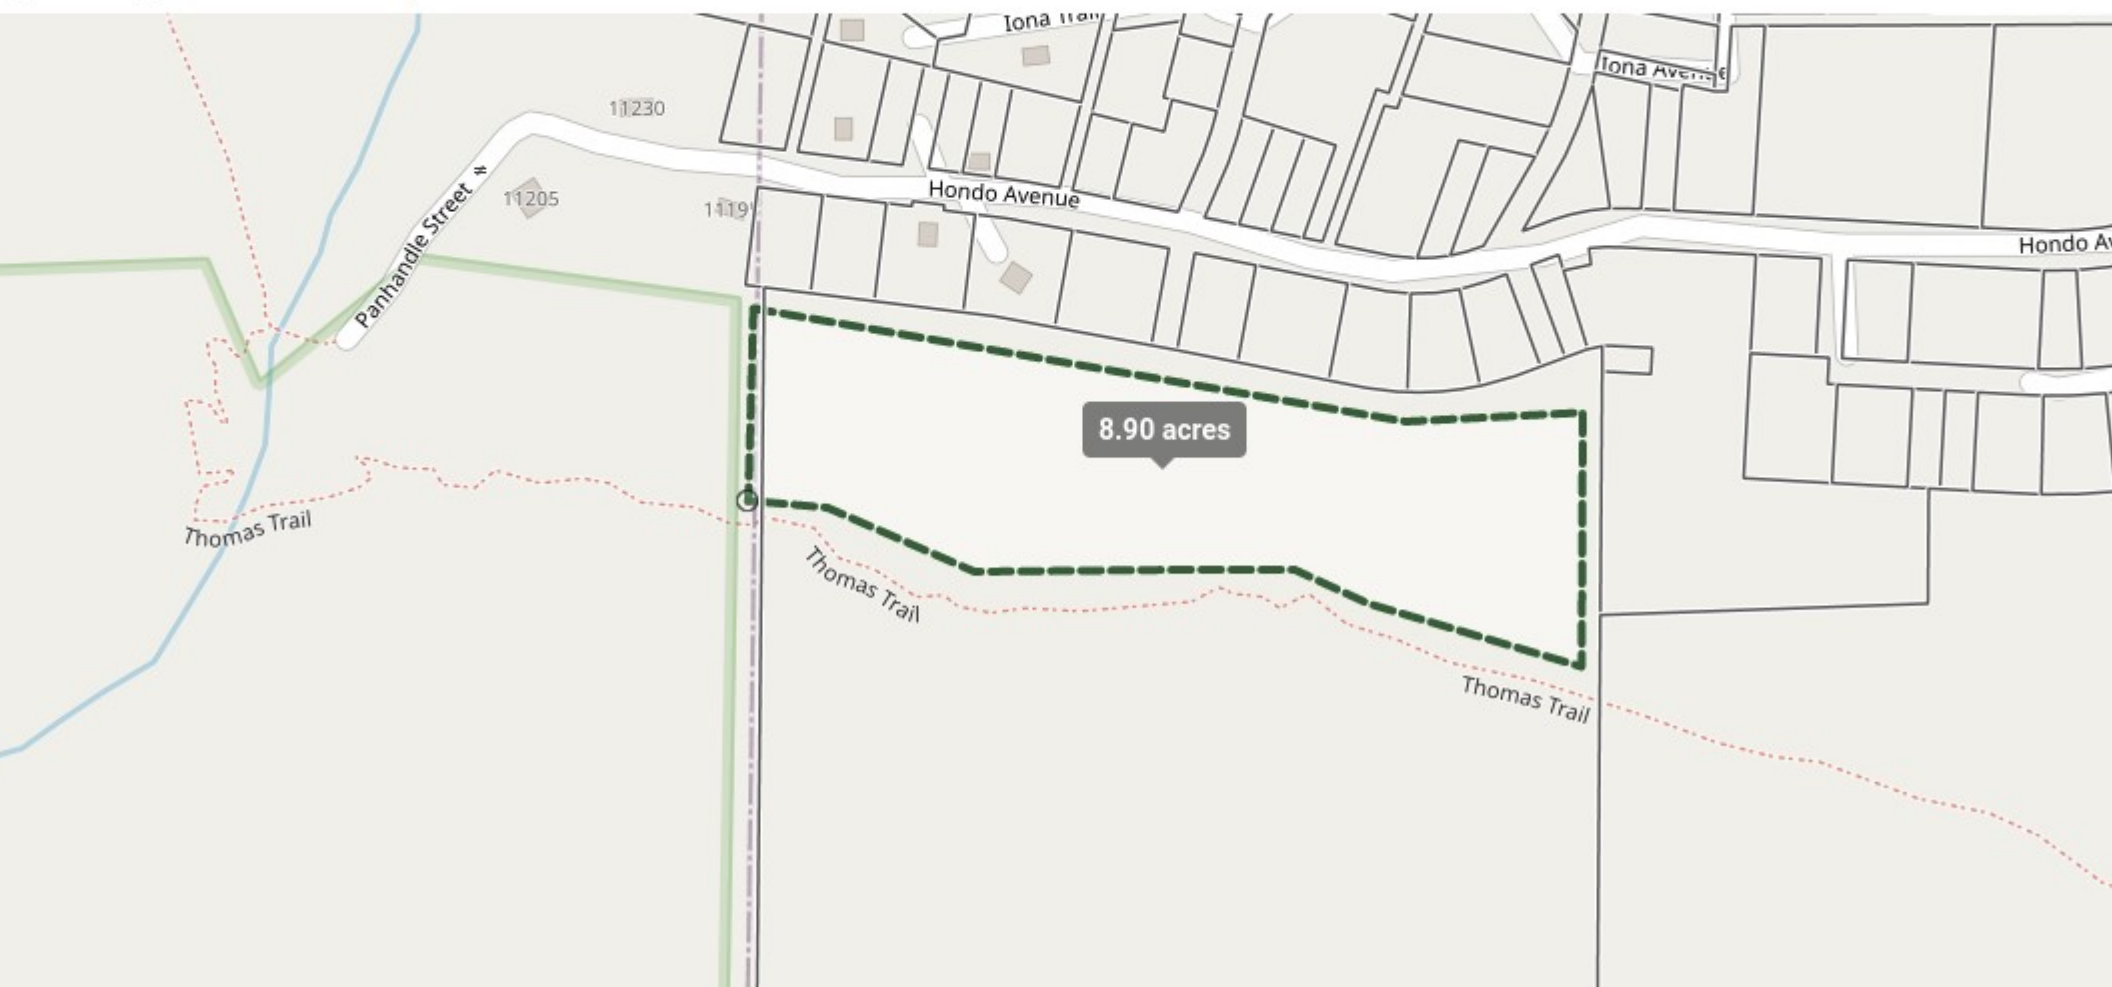 Iona Trail
Iona Avenue
11230
Panhandle Street
11205
1119
Hondo Avenue
Hondo Av
8.90 acres
Thomas Trail
Thomas Trail
Thomas Trail